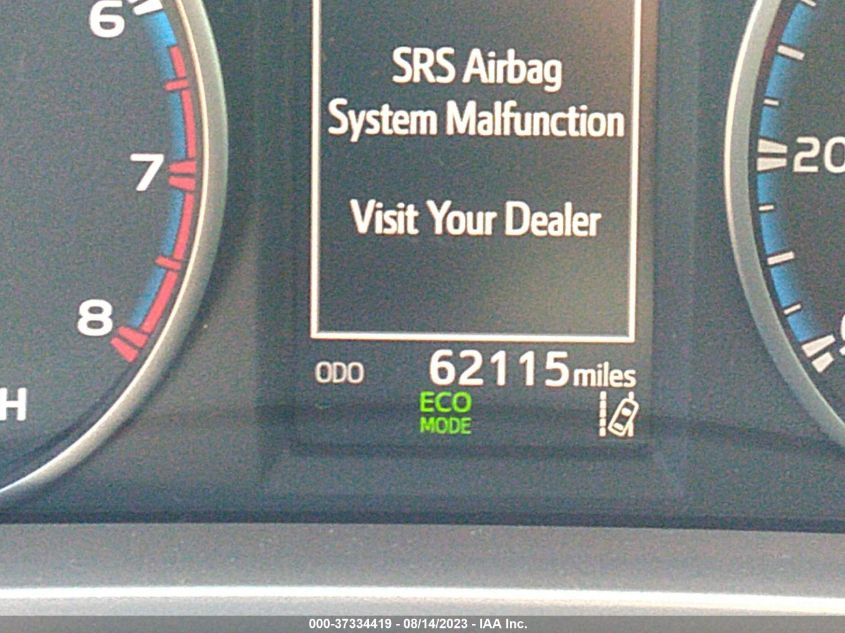 6
7
8
H
SRS Airbag
System Malfunction
Visit Your Dealer
ODO 62115 miles
ECO
MODE
20
000-37334419 - 08/14/2023 - IAA Inc.